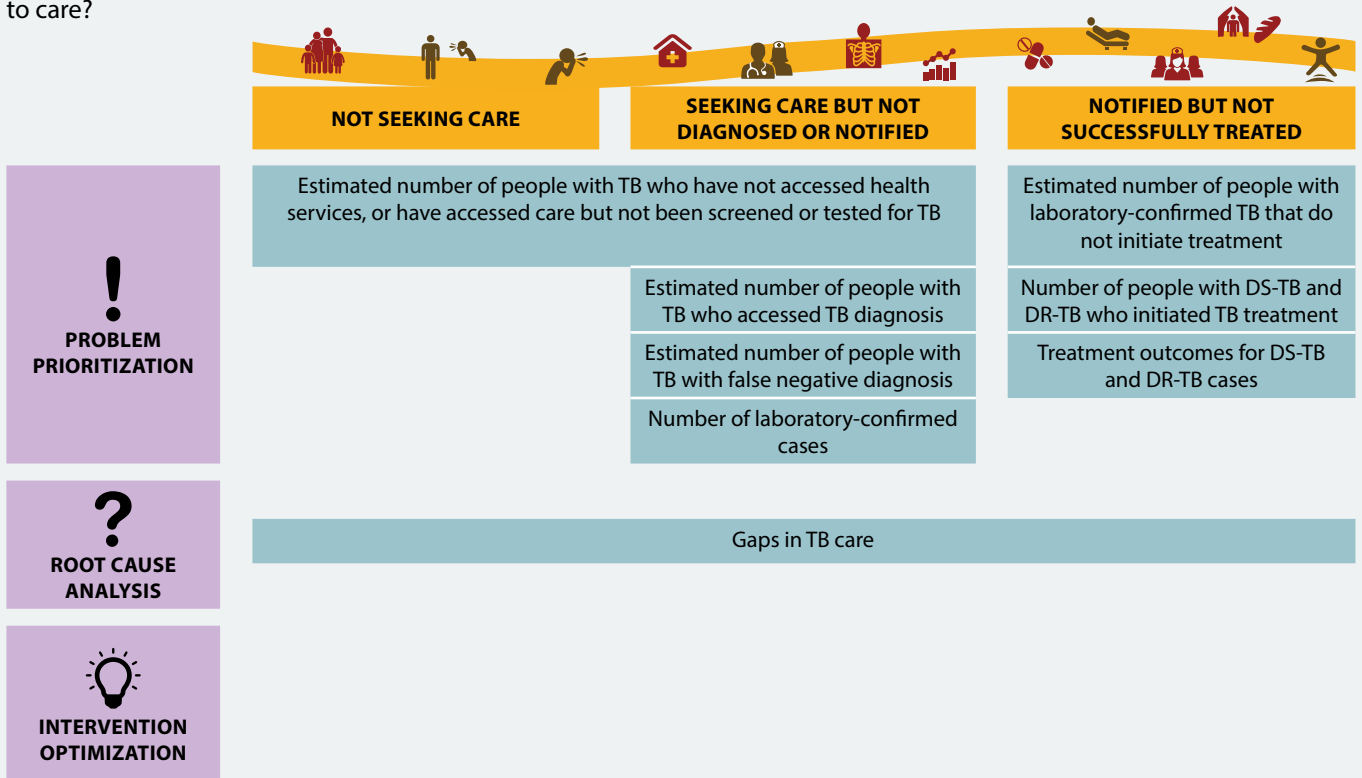 to care?
NOT SEEKING CARE
SEEKING CARE BUT NOT
DIAGNOSED OR NOTIFIED
NOTIFIED BUT NOT
SUCCESSFULLY TREATED
!
PROBLEM
PRIORITIZATION
Estimated number of people with TB who have not accessed health
services, or have accessed care but not been screened or tested for TB
Estimated number of people with
TB who accessed TB diagnosis
Estimated number of people with
TB with false negative diagnosis
Number of laboratory-confirmed
cases
Estimated number of people with
laboratory-confirmed TB that do
not initiate treatment
Number of people with DS-TB and
DR-TB who initiated TB treatment
Treatment outcomes for DS-TB
and DR-TB cases
?
ROOT CAUSE
ANALYSIS
Gaps in TB care
INTERVENTION
OPTIMIZATION